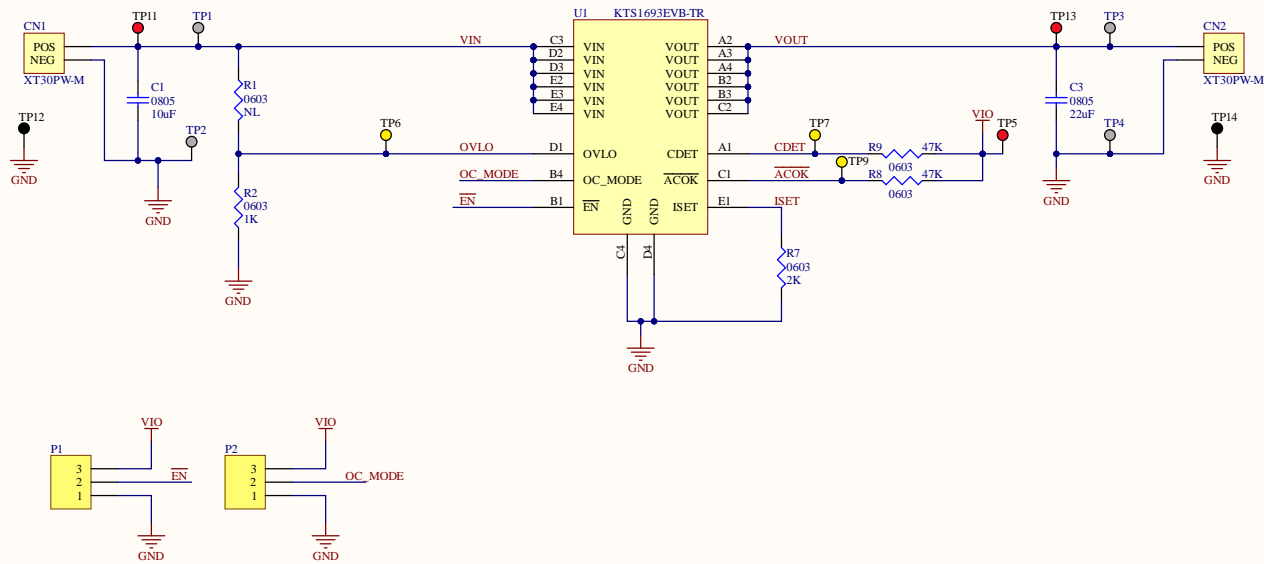 CN1
POS
NEG
XT30PW-M
TP11
TP1
C1
0805
10uF
TP12
GND
TP2
GND
R1
0603
NL
R2
0603
1K
GND
TP6
VIN
OVLO
OC_MODE
EN
U1 KTS1693EVB-TR
C3 VIN VOUT A2
D2 VIN VOUT A3
D3 VIN VOUT A4
E2 VIN VOUT B2
E3 VIN VOUT B3
E4 VIN VOUT C2
D1 OVLO CDET A1
B4 OC_MODE ACOK C1
B1 EN ISET E1
GND GND
C4 D4
GND
VOUT
TP7
CDET
TP9
ACOK
ISET
R9 47K
0603
R8 47K
0603
R7
0603
2K
VIO
TP5
TP13
TP3
C3
0805
22uF
TP4
GND
CN2
POS
NEG
XT30PW-M
TP14
GND
P1
3
2
1
VIO
EN
GND
P2
3
2
1
VIO
OC_MODE
GND